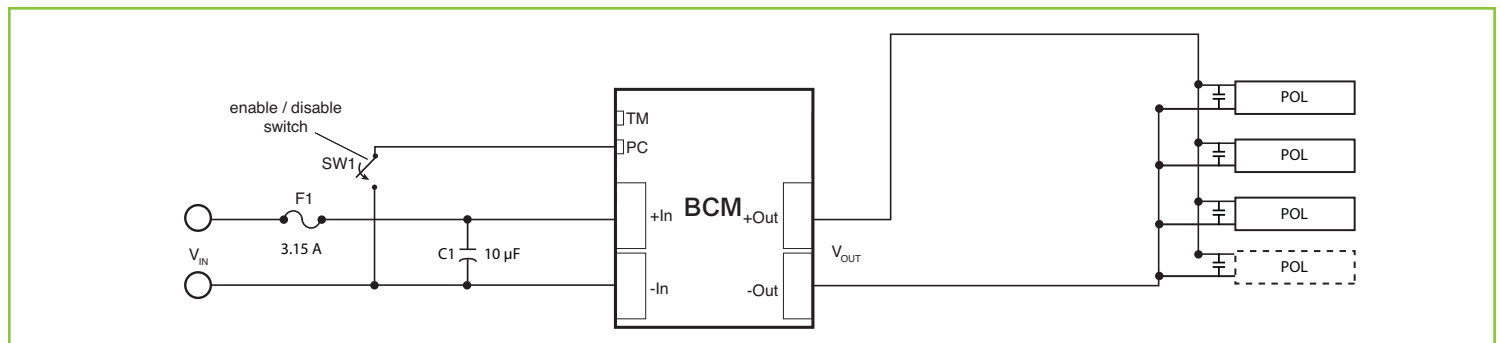 enable / disable
switch
SW1
F1
3.15 A
V_IN
C1
10 µF
TM
PC
+In
-In
BCM
+Out
-Out
V_OUT
POL
POL
POL
POL